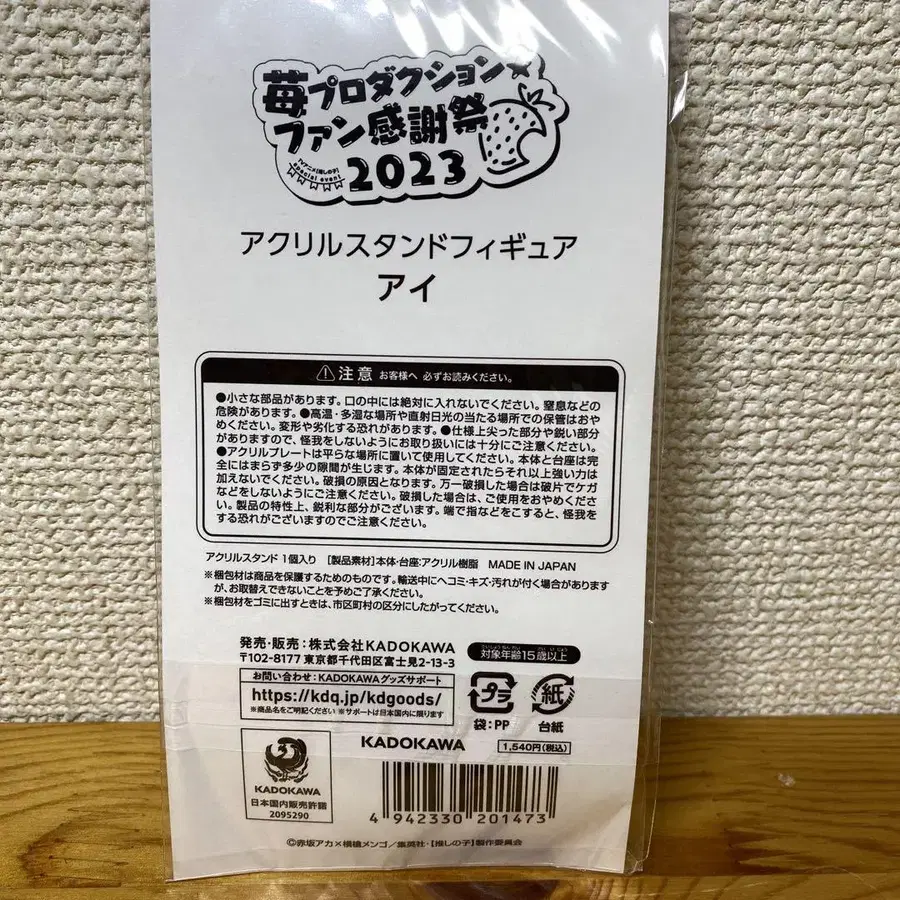 苺プロダクション
ファン感謝祭
2023
TVアニメ【推しの子】
special event
アクリルスタンドフィギュア
アイ
注意 お客様へ 必ずお読みください。
●小さな部品があります。口の中には絶対に入れないでください。窒息などの
危険があります。●高温・多湿な場所や直射日光の当たる場所での保管はおや
めください。変形や劣化する恐れがあります。●仕様上尖った部分や鋭い部分
がありますので、怪我をしないようにお取り扱いには十分にご注意ください。
●アクリルプレートは平らな場所に置いて使用してください。本体と台座は完
全にはまらず多少の隙間が生じます。本体が固定されたらそれ以上強い力は
加えないでください。破損の原因となります。万一破損した場合は破片でケガ
などをしないようにご注意ください。破損した場合は、ご使用をおやめくださ
い。製品の特性上、鋭利な部分がございます。端で指などをこすると、怪我を
する恐れがございますのでご注意ください。
アクリルスタンド 1個入り [製品素材]本体・台座:アクリル樹脂 MADE IN JAPAN
※梱包材は商品を保護するためのものです。輸送中にヘコミ・キズ・汚れが付く場合があります
が、お取替えできないことを予めご了承ください。
※梱包材をゴミに出すときは、市区町村の区分にしたがってください。
発売・販売:株式会社KADOKAWA
〒102-8177 東京都千代田区富士見2-13-3
対象年齢15歳以上
お問い合わせ:KADOKAWAグッズサポート
https://kdq.jp/kdgoods/
※商品名をご明記ください ※サポートは日本国内に限ります
プラ
袋:PP
紙
台紙
KADOKAWA
1,540円(税込)
KADOKAWA
日本国内販売許諾
2095290
4 942330 201473
©赤坂アカ×横槍メンゴ/集英社・【推しの子】製作委員会